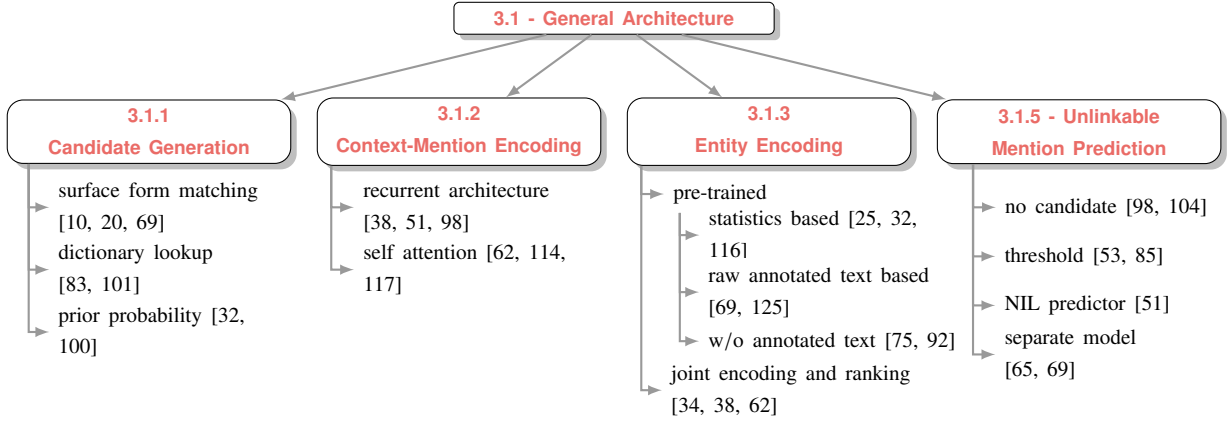 3.1 - General Architecture
3.1.1
Candidate Generation
surface form matching
[10, 20, 69]
dictionary lookup
[83, 101]
prior probability [32,
100]
3.1.2
Context-Mention Encoding
recurrent architecture
[38, 51, 98]
self attention [62, 114,
117]
3.1.3
Entity Encoding
pre-trained
statistics based [25, 32,
116]
raw annotated text based
[69, 125]
w/o annotated text [75, 92]
joint encoding and ranking
[34, 38, 62]
3.1.5 - Unlinkable
Mention Prediction
no candidate [98, 104]
threshold [53, 85]
NIL predictor [51]
separate model
[65, 69]